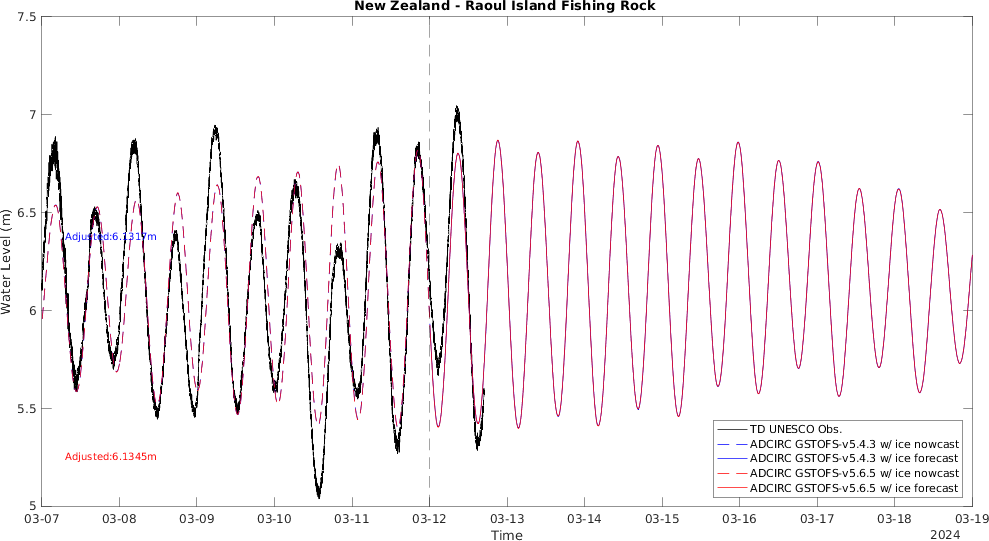 New Zealand - Raoul Island Fishing Rock
7.5
7
6.5
6
5.5
5
Water Level (m)
Adjusted:6.1317m
Adjusted:6.1345m
TD UNESCO Obs.
ADCIRC GSTOFS-v5.4.3 w/ ice nowcast
ADCIRC GSTOFS-v5.4.3 w/ ice forecast
ADCIRC GSTOFS-v5.6.5 w/ ice nowcast
ADCIRC GSTOFS-v5.6.5 w/ ice forecast
03-07 03-08 03-09 03-10 03-11 03-12 03-13 03-14 03-15 03-16 03-17 03-18 03-19
Time
2024